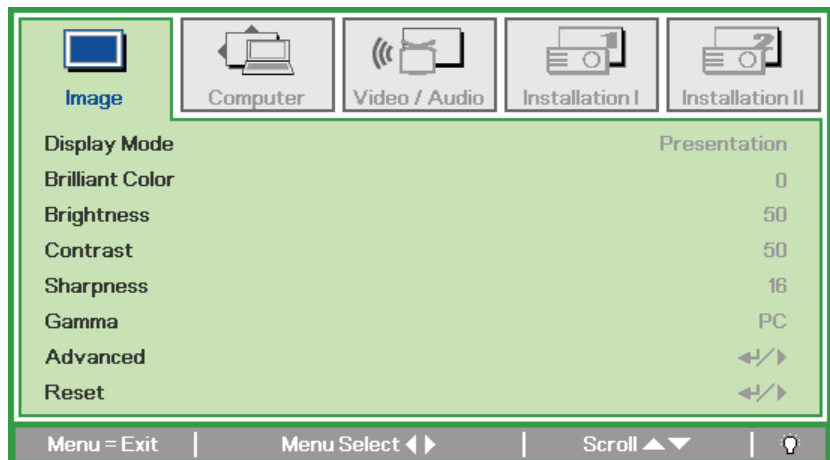 Image Computer Video / Audio Installation I Installation II
Display Mode Presentation
Brilliant Color 0
Brightness 50
Contrast 50
Sharpness 16
Gamma PC
Advanced
Reset
Menu = Exit Menu Select Scroll